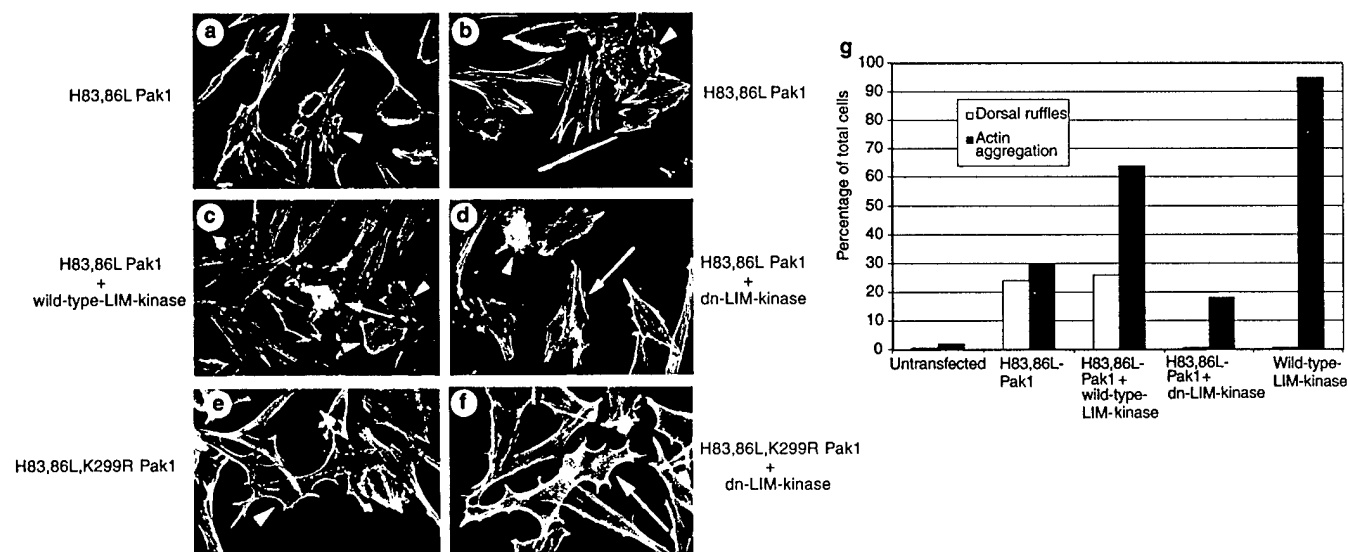 a
b
H83,86L Pak1
H83,86L Pak1
c
d
H83,86L Pak1
+
wild-type-LIM-kinase
H83,86L Pak1
+
dn-LIM-kinase
e
f
H83,86L,K299R Pak1
H83,86L,K299R Pak1
+
dn-LIM-kinase
g
Percentage of total cells
100
90
80
70
60
50
40
30
20
10
0
Dorsal ruffles
Actin
aggregation
Untransfected
H83,86L-
Pak1
H83,86L-
Pak1 +
wild-type-
LIM-kinase
H83,86L-
Pak1 +
dn-LIM-kinase
Wild-type-
LIM-kinase